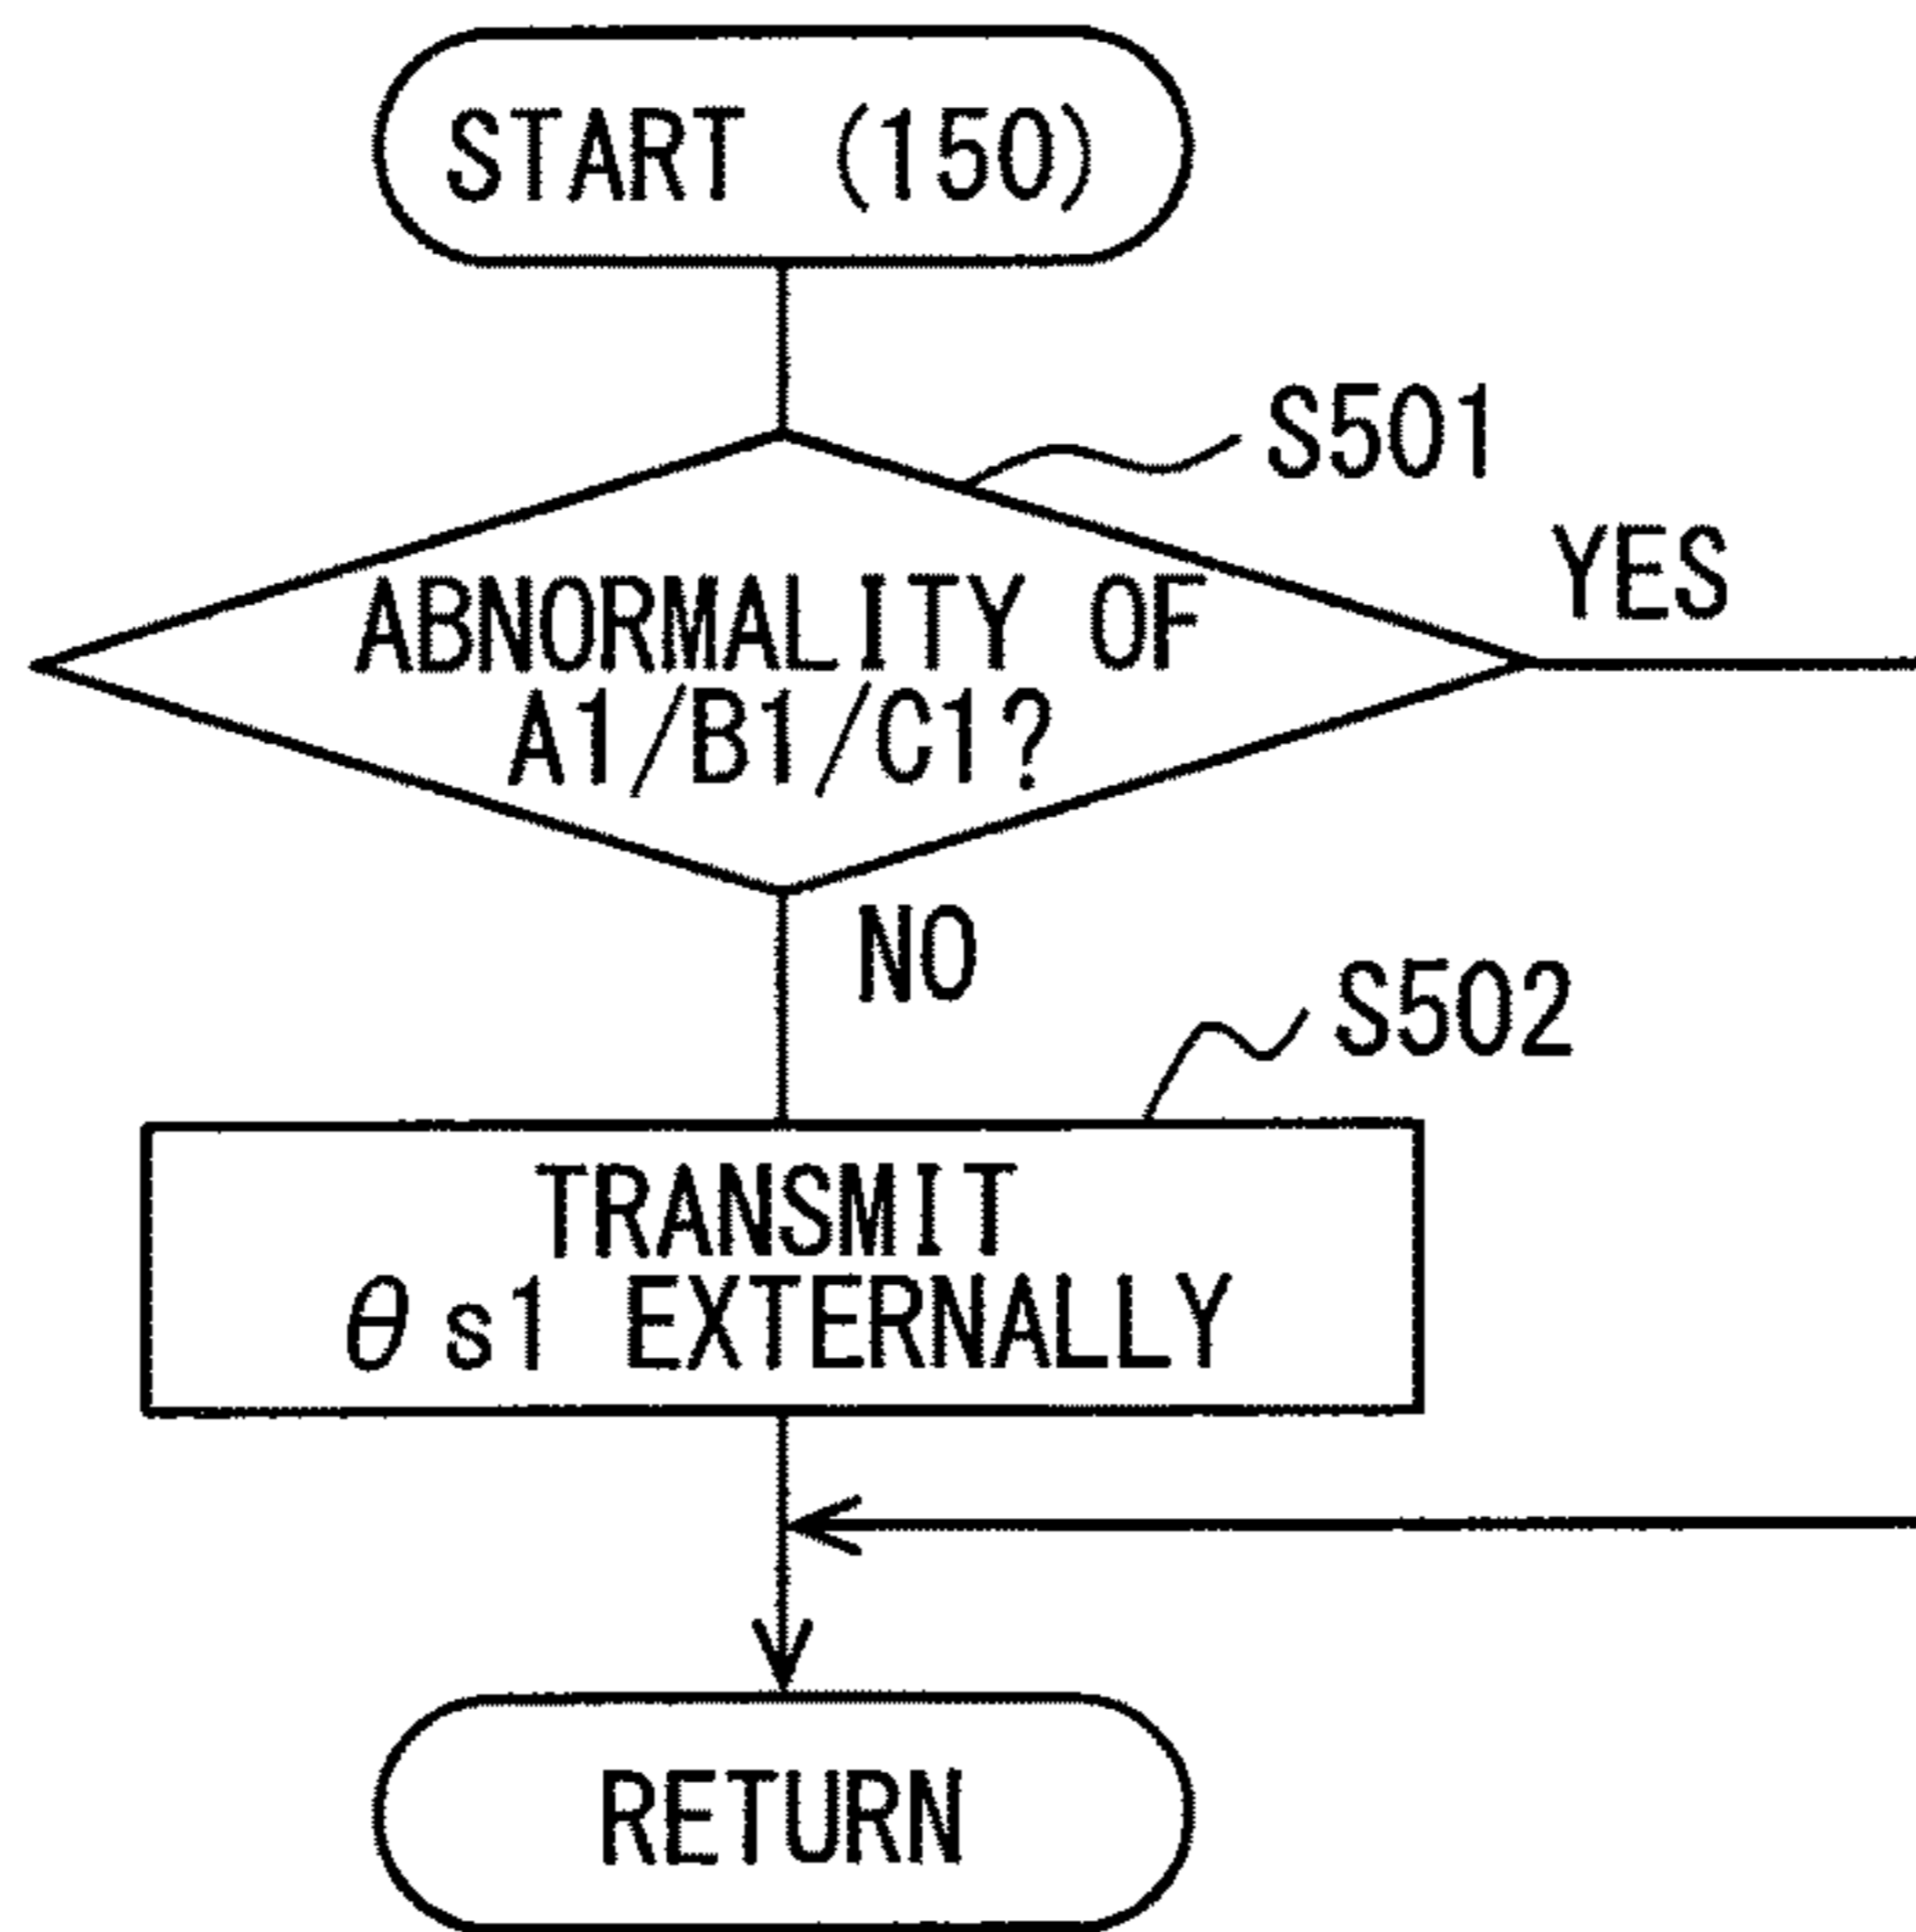 START (150)
S501
YES
ABNORMALITY OF
A1/B1/C1?
NO
S502
TRANSMIT
θs1 EXTERNALLY
RETURN